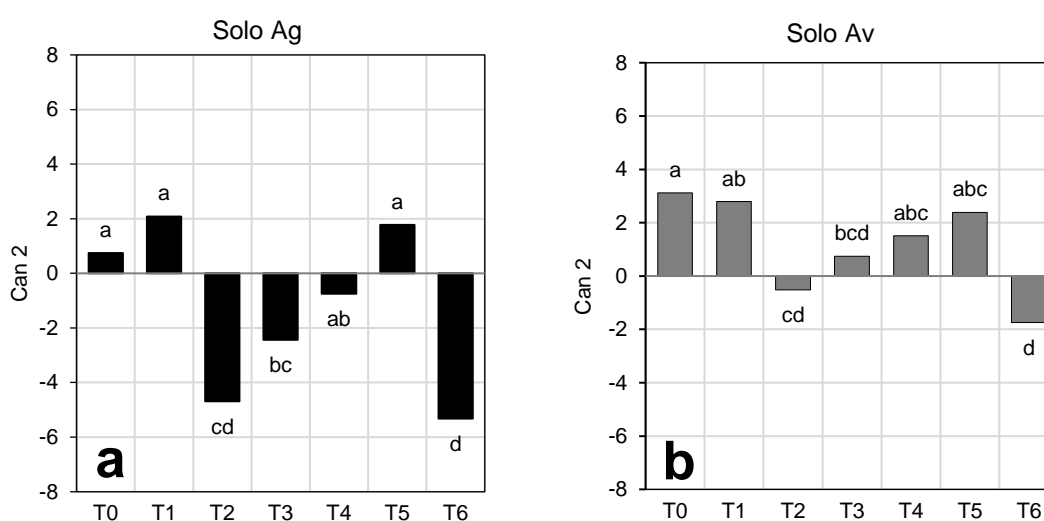 Solo Ag
8
6
4
2
0
-2
-4
-6
-8
Can 2
a
a
cd
bc
ab
a
d
a
T0 T1 T2 T3 T4 T5 T6
Solo Av
8
6
4
2
0
-2
-4
-6
-8
Can 2
a
ab
cd
bcd
abc
abc
d
b
T0 T1 T2 T3 T4 T5 T6